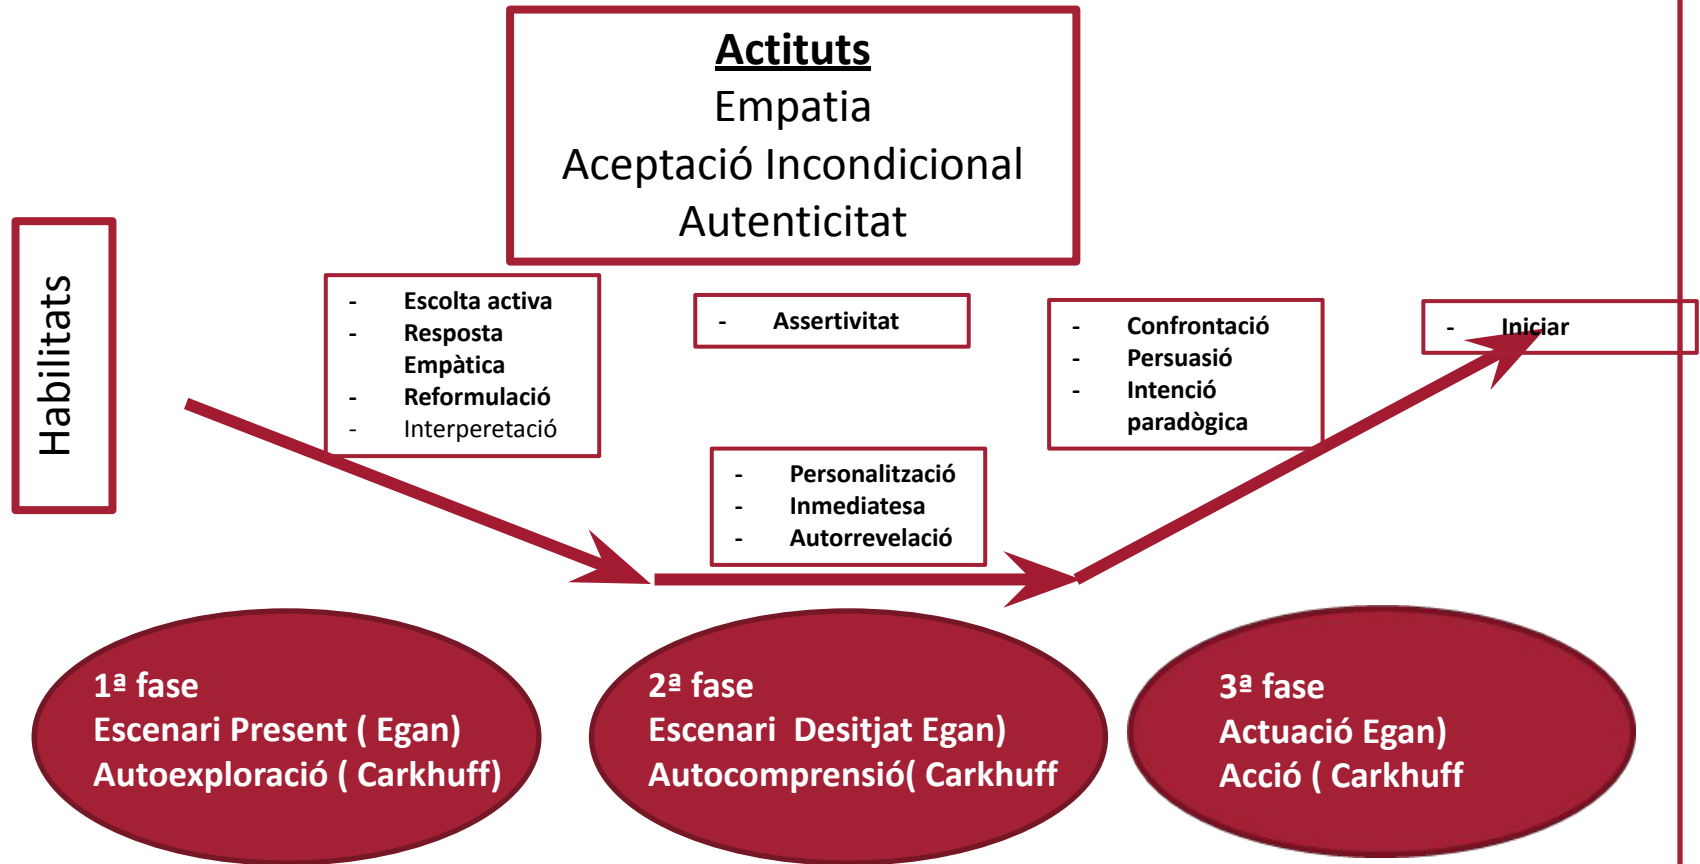 Actituts
Empatia
Aceptació Incondicional
Autenticitat
Habilitats
- Escolta activa
- Resposta
Empàtica
- Reformulació
- Interperetació
- Assertivitat
- Personalització
- Inmediatesa
- Autorrevelació
- Confrontació
- Persuasió
- Intenció
paradògica
- Iniciar
1ª fase
Escenari Present ( Egan)
Autoexploració ( Carkhuff)
2ª fase
Escenari Desitjat Egan)
Autocomprensió( Carkhuff
3ª fase
Actuació Egan)
Acció ( Carkhuff